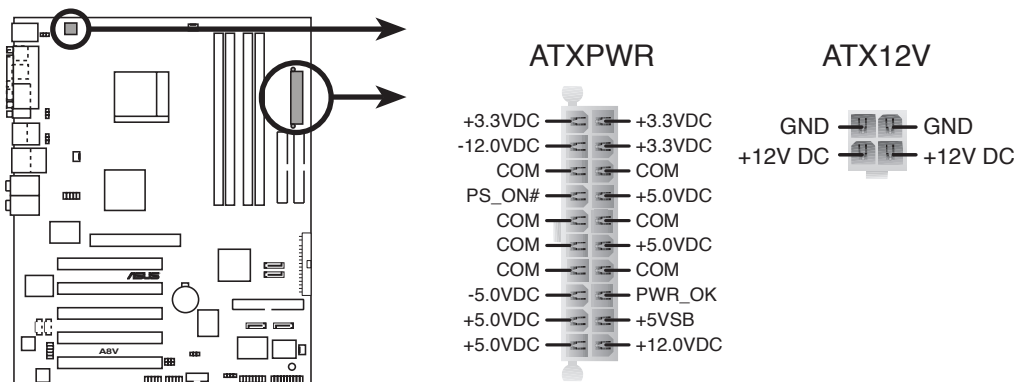 ATXPWR
ATX12V
+3.3VDC +3.3VDC
-12.0VDC +3.3VDC
COM COM
PS_ON# +5.0VDC
COM COM
COM +5.0VDC
COM COM
-5.0VDC PWR_OK
+5.0VDC +5VSB
+5.0VDC +12.0VDC
GND GND
+12V DC +12V DC
ASUS
A8V